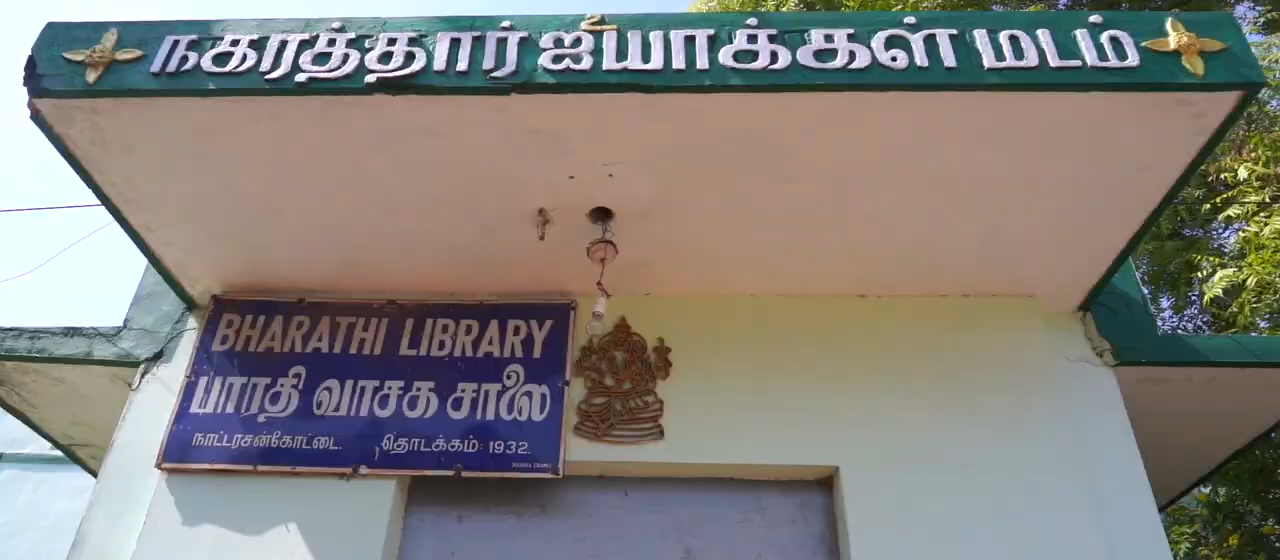 உ
நகரத்தார் ஐயாக்கள் மடம்
BHARATHI LIBRARY
பாரதி வாசக சாலை
நாட்டரசன்கோட்டை. தொடக்கம்: 1932.